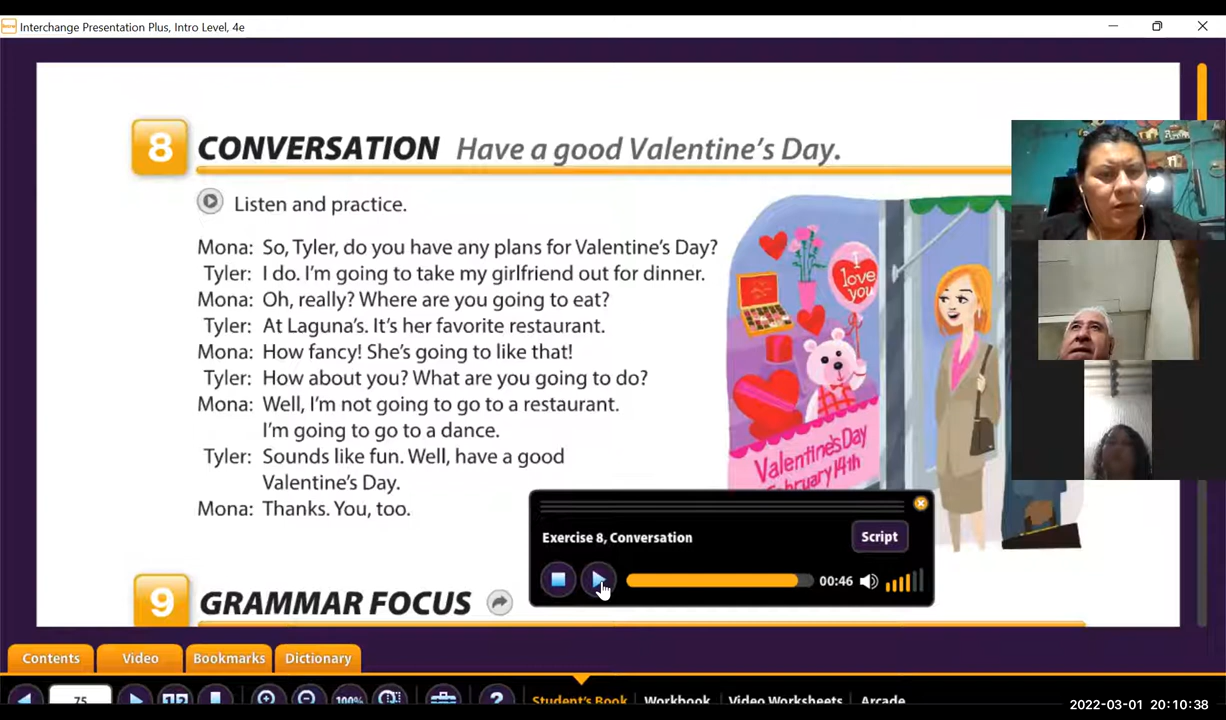 Interchange Presentation Plus, Intro Level, 4e
8 CONVERSATION Have a good Valentine's Day.
Listen and practice.
Mona: So, Tyler, do you have any plans for Valentine's Day?
Tyler: I do. I'm going to take my girlfriend out for dinner.
Mona: Oh, really? Where are you going to eat?
Tyler: At Laguna's. It's her favorite restaurant.
Mona: How fancy! She's going to like that!
Tyler: How about you? What are you going to do?
Mona: Well, I'm not going to go to a restaurant.
I'm going to go to a dance.
Tyler: Sounds like fun. Well, have a good
Valentine's Day.
Mona: Thanks. You, too.
I
love
you
Valentine's Day
February 14th
Exercise 8, Conversation
Script
00:46
9 GRAMMAR FOCUS
Contents Video Bookmarks Dictionary
75 100% ? Student's Book Workbook Video Worksheets Arcade
2022-03-01 20:10:38